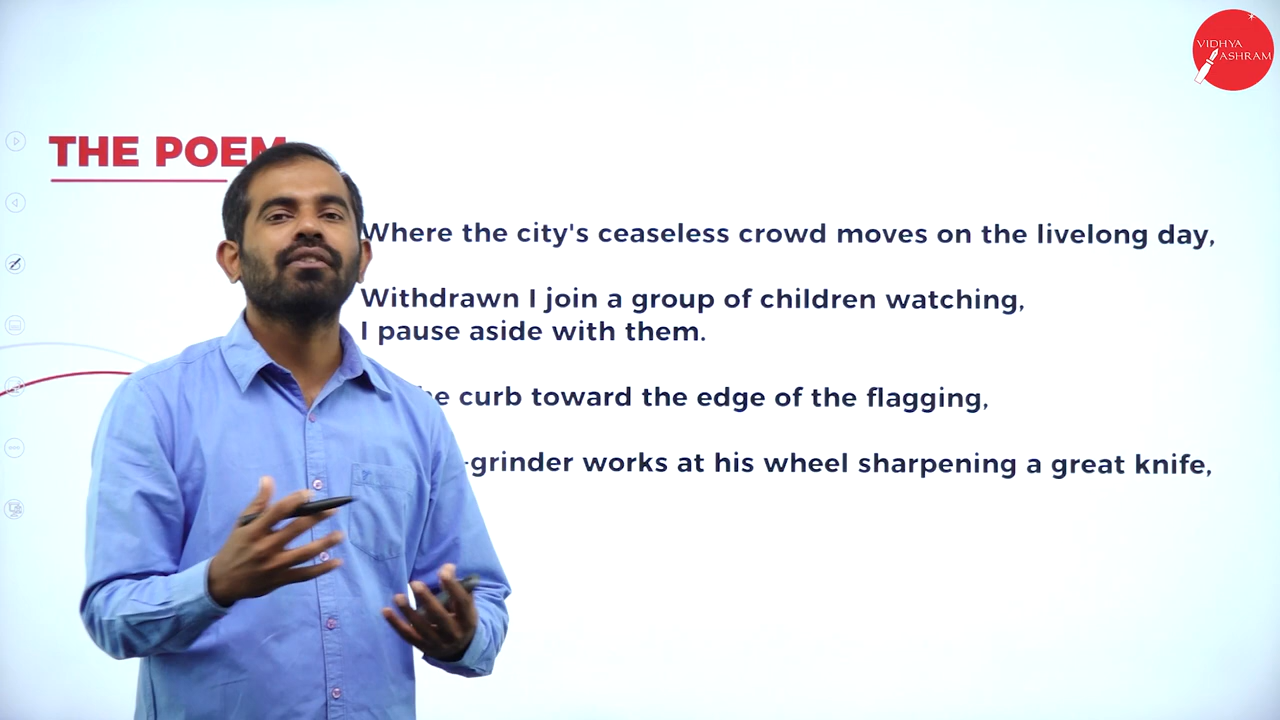 VIDHYA
ASHRAM
THE POEM
Where the city's ceaseless crowd moves on the livelong day,
Withdrawn I join a group of children watching,
I pause aside with them.
curb toward the edge of the flagging,
-grinder works at his wheel sharpening a great knife,